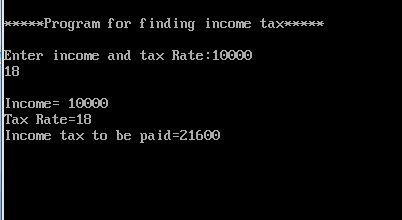 *****Program for finding income tax*****
Enter income and tax Rate:10000
18
Income= 10000
Tax Rate=18
Income tax to be paid=21600